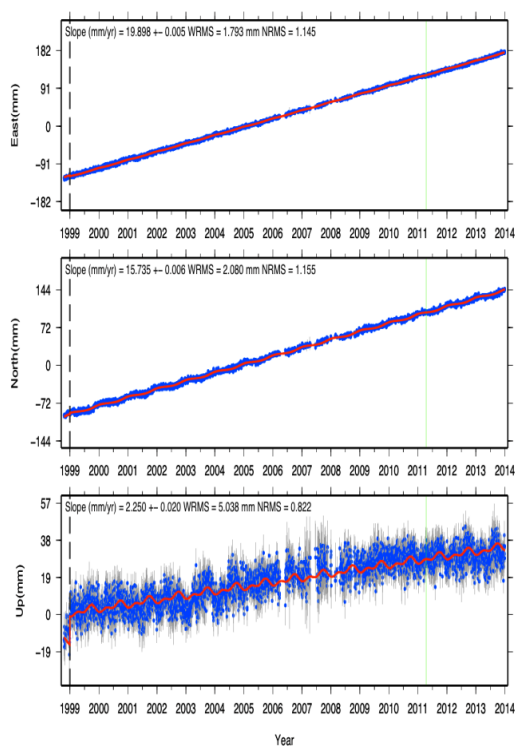 Slope (mm/yr) = 19.898 +− 0.005 WRMS = 1.793 mm NRMS = 1.145
East(mm)
182
91
0
−91
−182
1999 2000 2001 2002 2003 2004 2005 2006 2007 2008 2009 2010 2011 2012 2013 2014
Slope (mm/yr) = 15.735 +− 0.006 WRMS = 2.080 mm NRMS = 1.155
North(mm)
144
72
0
−72
−144
1999 2000 2001 2002 2003 2004 2005 2006 2007 2008 2009 2010 2011 2012 2013 2014
Slope (mm/yr) = 2.250 +− 0.020 WRMS = 5.038 mm NRMS = 0.822
Up(mm)
57
38
19
0
−19
1999 2000 2001 2002 2003 2004 2005 2006 2007 2008 2009 2010 2011 2012 2013 2014
Year